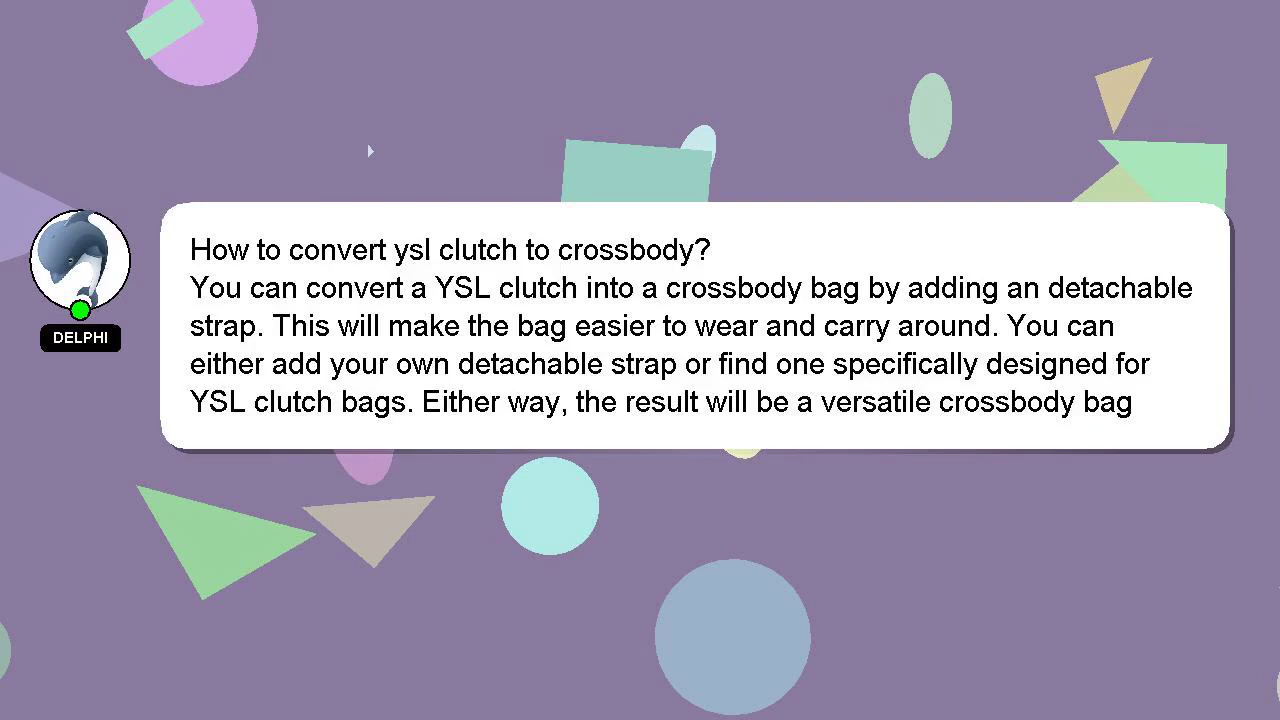 How to convert ysl clutch to crossbody?
You can convert a YSL clutch into a crossbody bag by adding an detachable
strap. This will make the bag easier to wear and carry around. You can
either add your own detachable strap or find one specifically designed for
YSL clutch bags. Either way, the result will be a versatile crossbody bag
DELPHI